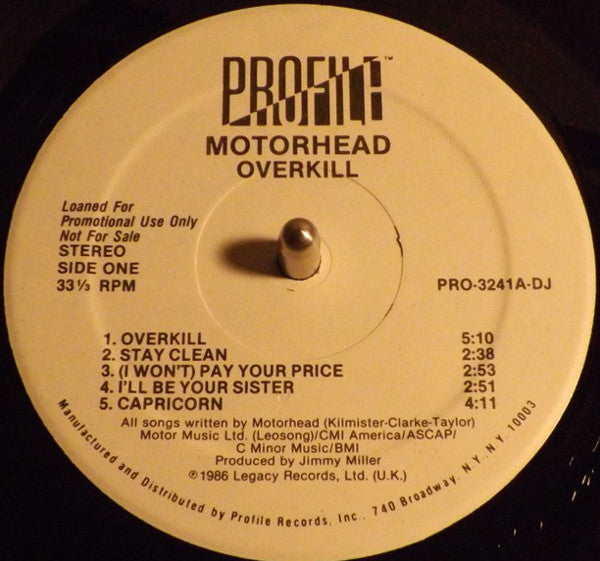 PROFILE™
MOTORHEAD
OVERKILL
Loaned For
Promotional Use Only
Not For Sale
STEREO
SIDE ONE
33 ⅓ RPM
PRO-3241A-DJ
1. OVERKILL 5:10
2. STAY CLEAN 2:38
3. (I WON'T) PAY YOUR PRICE 2:53
4. I'LL BE YOUR SISTER 2:51
5. CAPRICORN 4:11
All songs written by Motorhead (Kilmister-Clarke-Taylor)
Motor Music Ltd. (Leosong)/CMI America/ASCAP/
C Minor Music/BMI
Produced by Jimmy Miller
℗1986 Legacy Records, Ltd. (U.K.)
Manufactured and Distributed by Profile Records, Inc., 740 Broadway, N.Y., N.Y. 10003